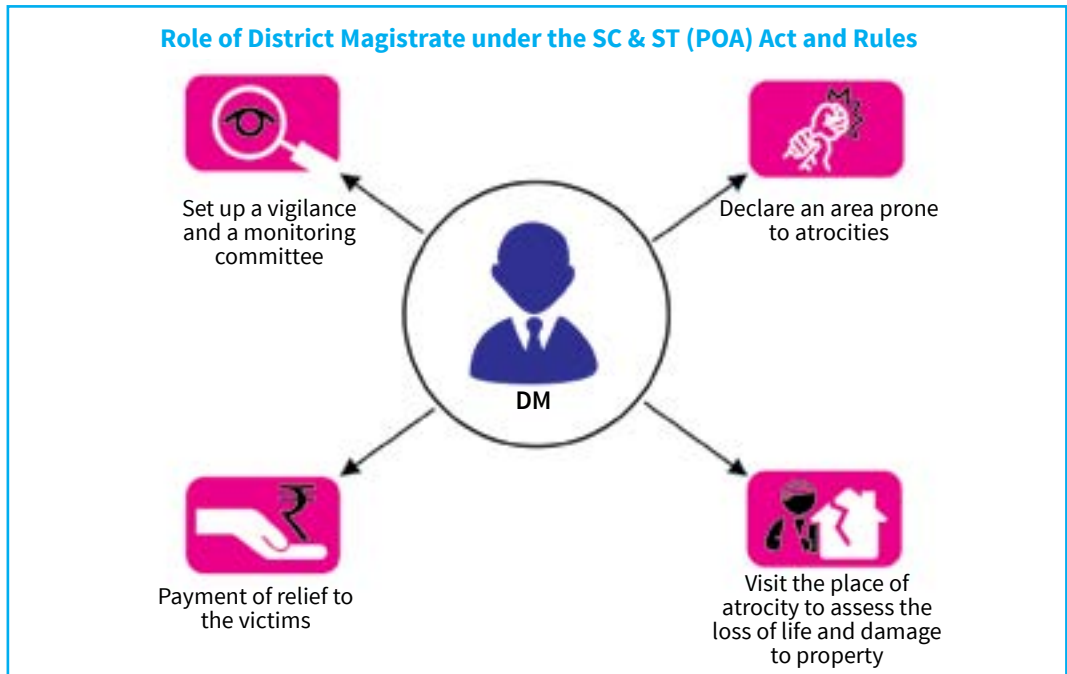 Role of District Magistrate under the SC & ST (POA) Act and Rules
Set up a vigilance
and a monitoring
committee
Declare an area prone
to atrocities
DM
Payment of relief to
the victims
Visit the place of
atrocity to assess the
loss of life and damage
to property